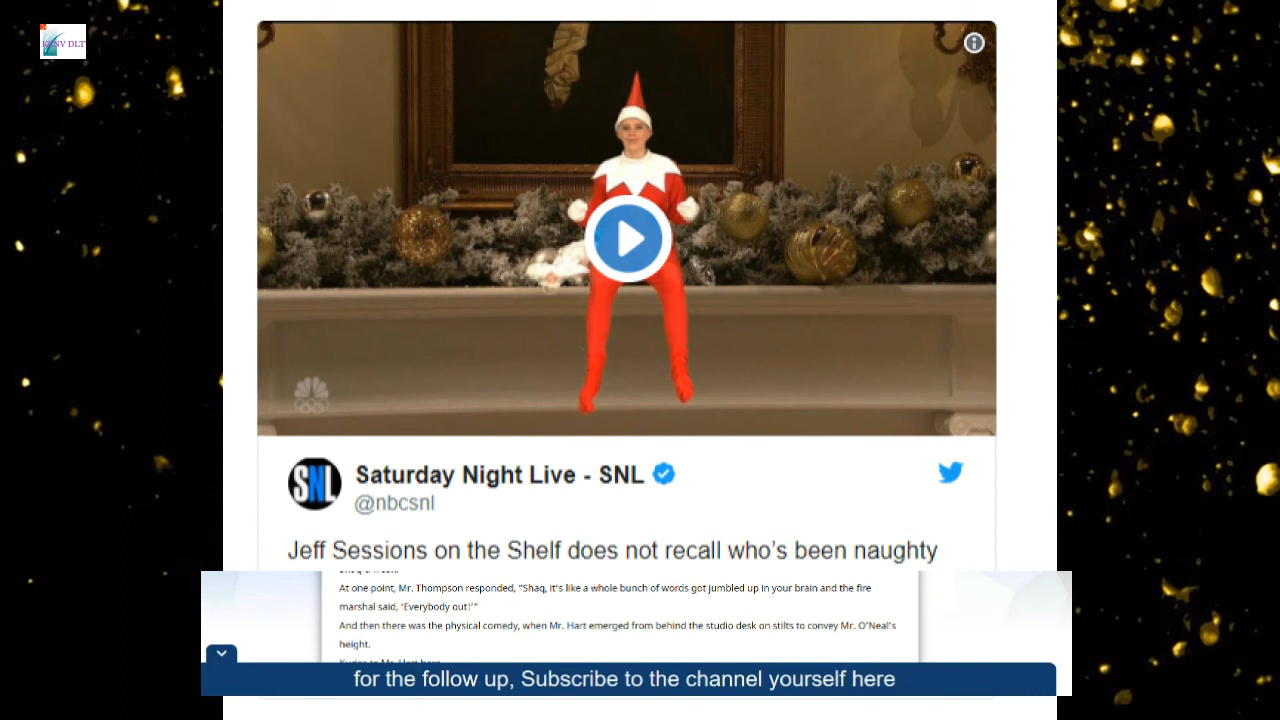 KENV DLT
SNL
Saturday Night Live - SNL
@nbcsnl
Jeff Sessions on the Shelf does not recall who's been naughty
At one point, Mr. Thompson responded, "Shaq, it's like a whole bunch of words got jumbled up in your brain and the fire
marshal said, 'Everybody out!'"
And then there was the physical comedy, when Mr. Hart emerged from behind the studio desk on stilts to convey Mr. O'Neal's
height.
for the follow up, Subscribe to the channel yourself here